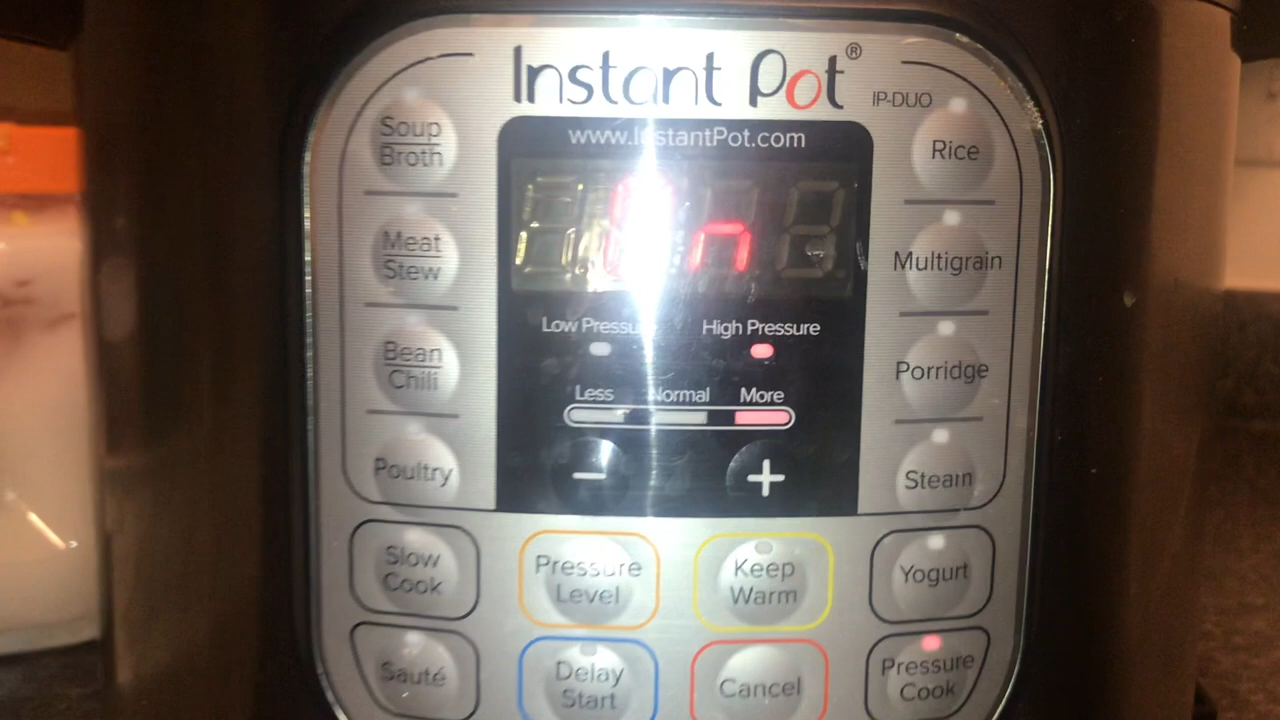 Instant Pot®
IP-DUO
www.InstantPot.com
Soup
Broth
Meat
Stew
Bean
Chili
Poultry
Rice
Multigrain
Porridge
Steam
n
Low Pressure
High Pressure
Less
Normal
More
−
+
Slow
Cook
Pressure
Level
Keep
Warm
Yogurt
Sauté
Delay
Start
Cancel
Pressure
Cook